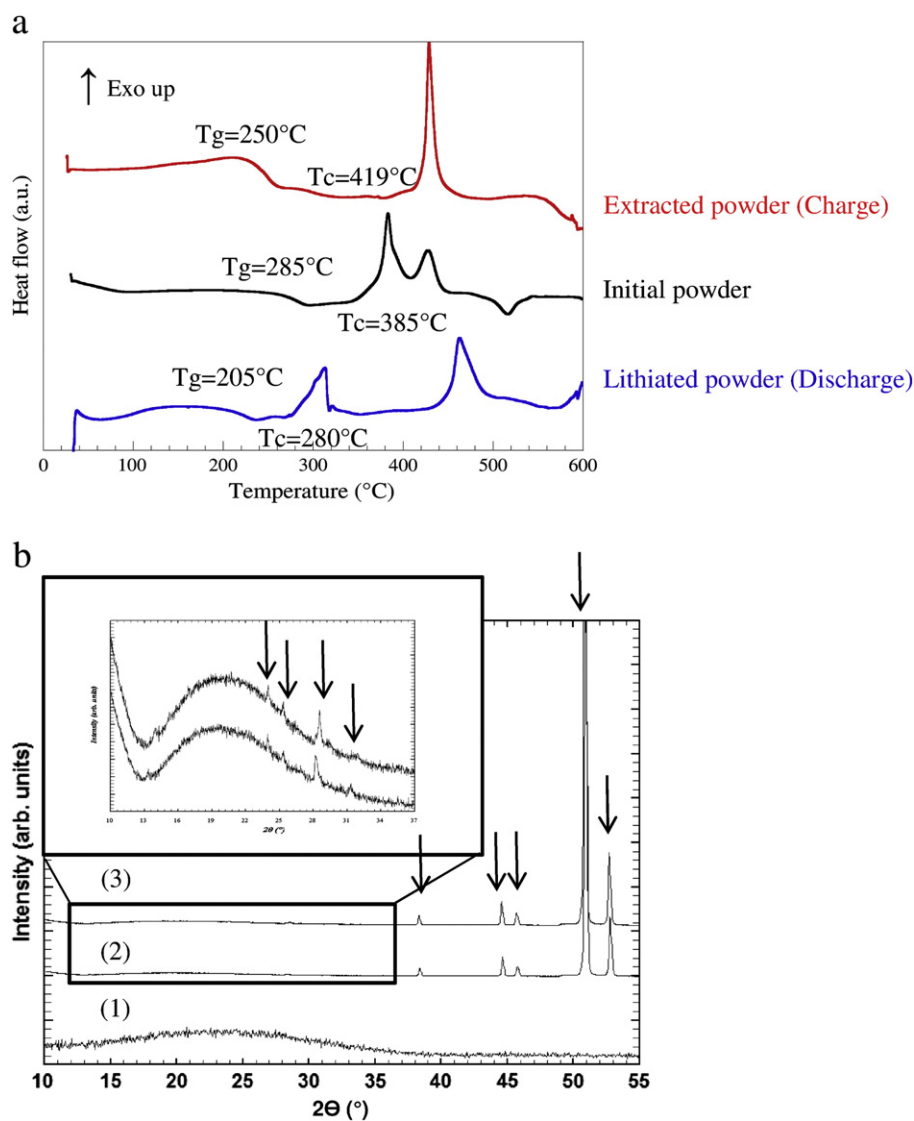 a
Exo up
Tg=250°C
Tc=419°C
Extracted powder (Charge)
Tg=285°C
Initial powder
Tc=385°C
Tg=205°C
Lithiated powder (Discharge)
Tc=280°C
Heat flow (a.u.)
0 100 200 300 400 500 600
Temperature (°C)
b
Intensity (arb. units)
10 13 16 19 22 25 28 31 34 37
2θ (°)
(3)
(2)
(1)
Intensity (arb. units)
10 15 20 25 30 35 40 45 50 55
2Θ (°)